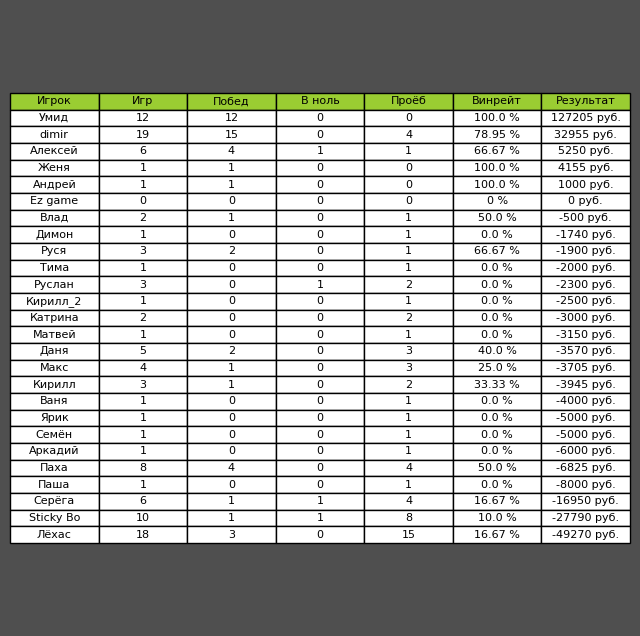 Игрок Игр Побед В ноль Проёб Винрейт Результат
Умид 12 12 0 0 100.0 % 127205 руб.
dimir 19 15 0 4 78.95 % 32955 руб.
Алексей 6 4 1 1 66.67 % 5250 руб.
Женя 1 1 0 0 100.0 % 4155 руб.
Андрей 1 1 0 0 100.0 % 1000 руб.
Ez game 0 0 0 0 0 % 0 руб.
Влад 2 1 0 1 50.0 % -500 руб.
Димон 1 0 0 1 0.0 % -1740 руб.
Руся 3 2 0 1 66.67 % -1900 руб.
Тима 1 0 0 1 0.0 % -2000 руб.
Руслан 3 0 1 2 0.0 % -2300 руб.
Кирилл_2 1 0 0 1 0.0 % -2500 руб.
Катрина 2 0 0 2 0.0 % -3000 руб.
Матвей 1 0 0 1 0.0 % -3150 руб.
Даня 5 2 0 3 40.0 % -3570 руб.
Макс 4 1 0 3 25.0 % -3705 руб.
Кирилл 3 1 0 2 33.33 % -3945 руб.
Ваня 1 0 0 1 0.0 % -4000 руб.
Ярик 1 0 0 1 0.0 % -5000 руб.
Семён 1 0 0 1 0.0 % -5000 руб.
Аркадий 1 0 0 1 0.0 % -6000 руб.
Паха 8 4 0 4 50.0 % -6825 руб.
Паша 1 0 0 1 0.0 % -8000 руб.
Серёга 6 1 1 4 16.67 % -16950 руб.
Sticky Bo 10 1 1 8 10.0 % -27790 руб.
Лёхас 18 3 0 15 16.67 % -49270 руб.